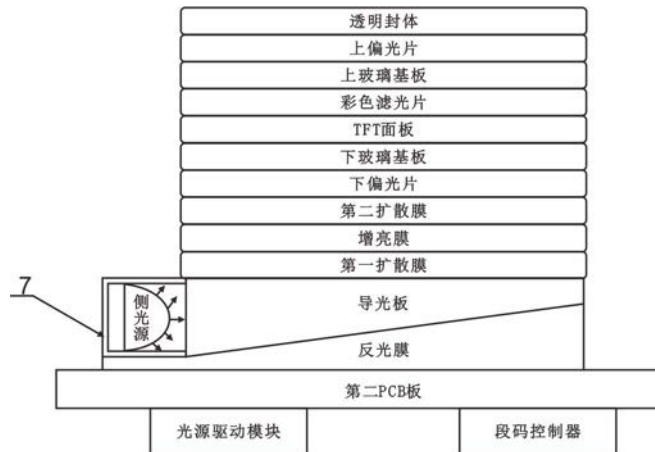 透明封体
上偏光片
上玻璃基板
彩色滤光片
TFT面板
下玻璃基板
下偏光片
第二扩散膜
增亮膜
第一扩散膜
7
侧光源
导光板
反光膜
第二PCB板
光源驱动模块
段码控制器